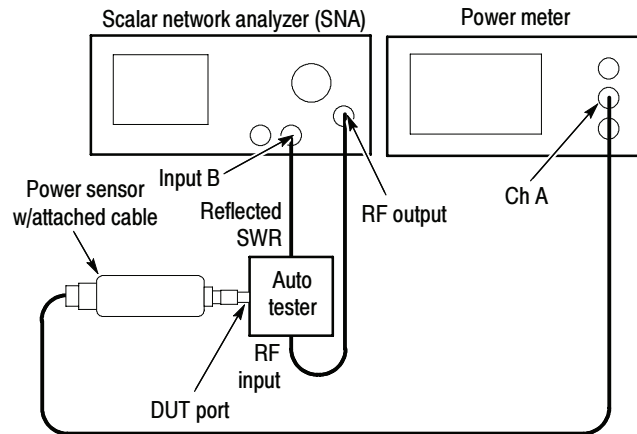 Scalar network analyzer (SNA)
Power meter
Input B
Power sensor
w/attached cable
Reflected
SWR
RF output
Ch A
Auto
tester
RF
input
DUT port